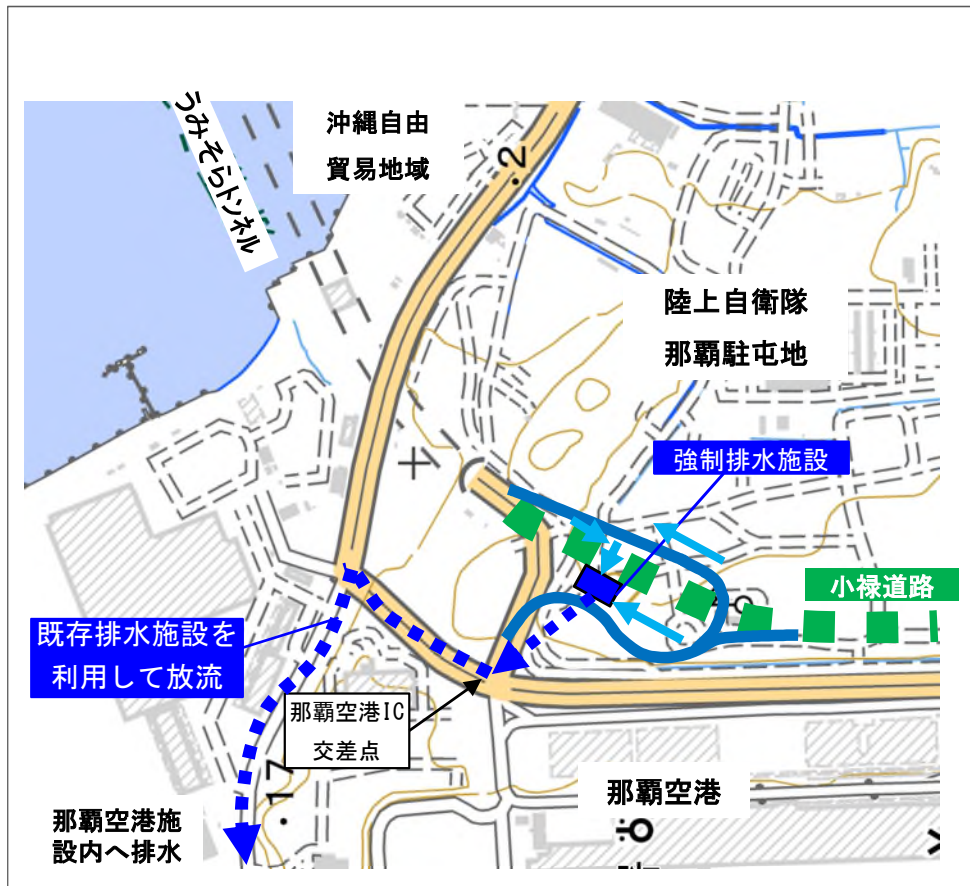 うみそらトンネル
沖縄自由
貿易地域
・2
陸上自衛隊
那覇駐屯地
強制排水施設
小禄道路
既存排水施設を
利用して放流
那覇空港IC
交差点
・17
那覇空港
那覇空港施
設内へ排水